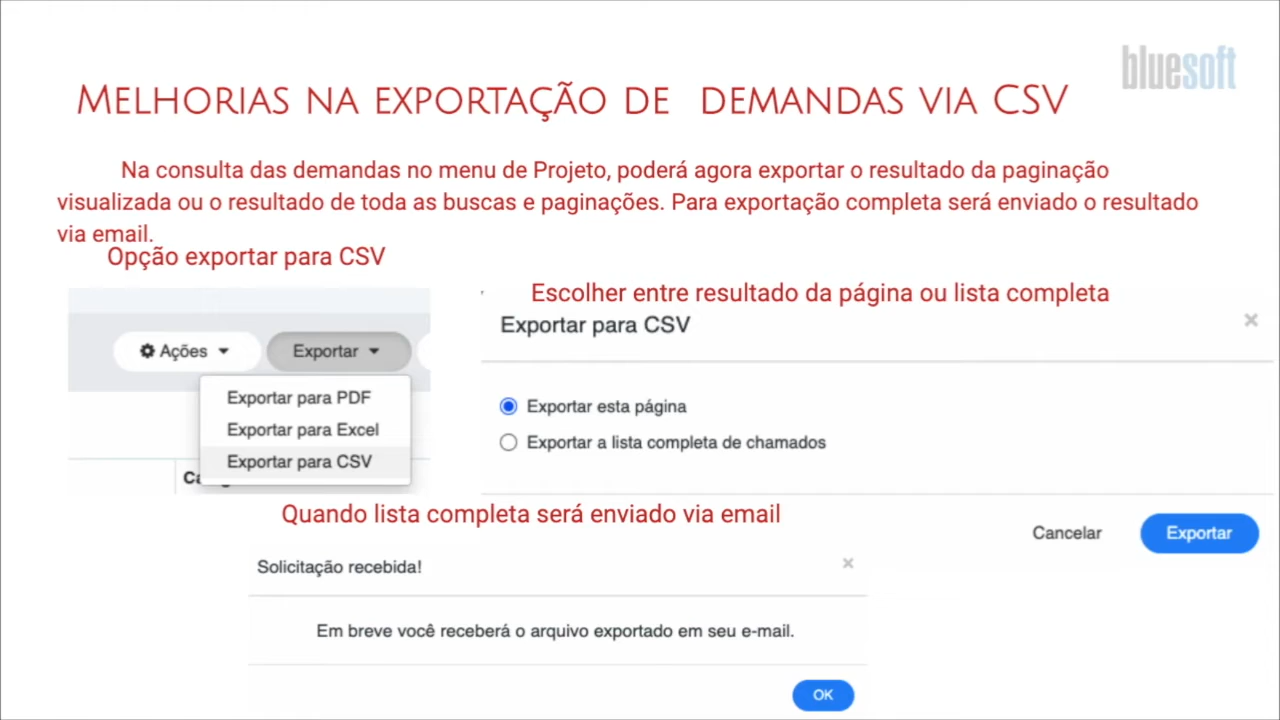 bluesoft
Melhorias na exportação de demandas via CSV
Na consulta das demandas no menu de Projeto, poderá agora exportar o resultado da paginação
visualizada ou o resultado de toda as buscas e paginações. Para exportação completa será enviado o resultado
via email.
Opção exportar para CSV
Ações
Exportar
Exportar para PDF
Exportar para Excel
Exportar para CSV
Escolher entre resultado da página ou lista completa
Exportar para CSV
×
Exportar esta página
Exportar a lista completa de chamados
Cancelar
Exportar
Quando lista completa será enviado via email
Solicitação recebida!
×
Em breve você receberá o arquivo exportado em seu e-mail.
OK